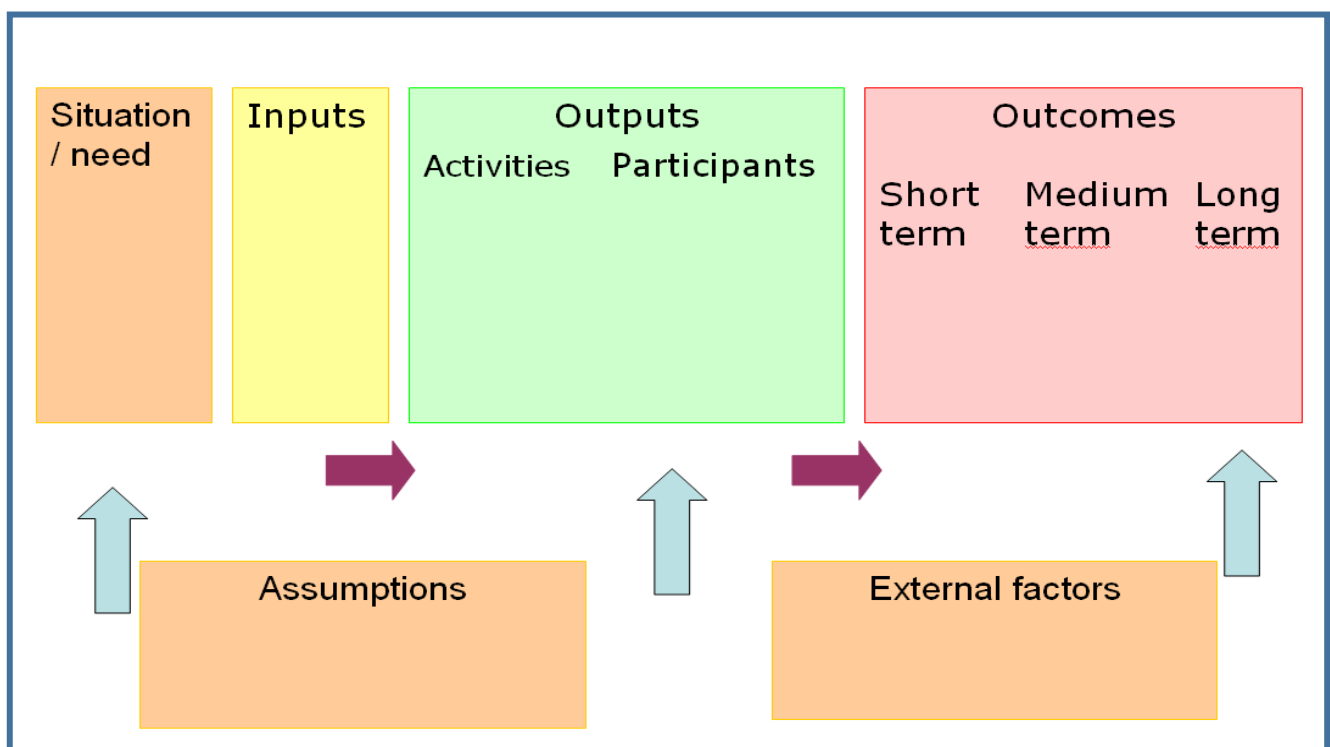 Situation
/ need
Inputs
Outputs
Activities Participants
Outcomes
Short term
Medium term
Long term
Assumptions
External factors